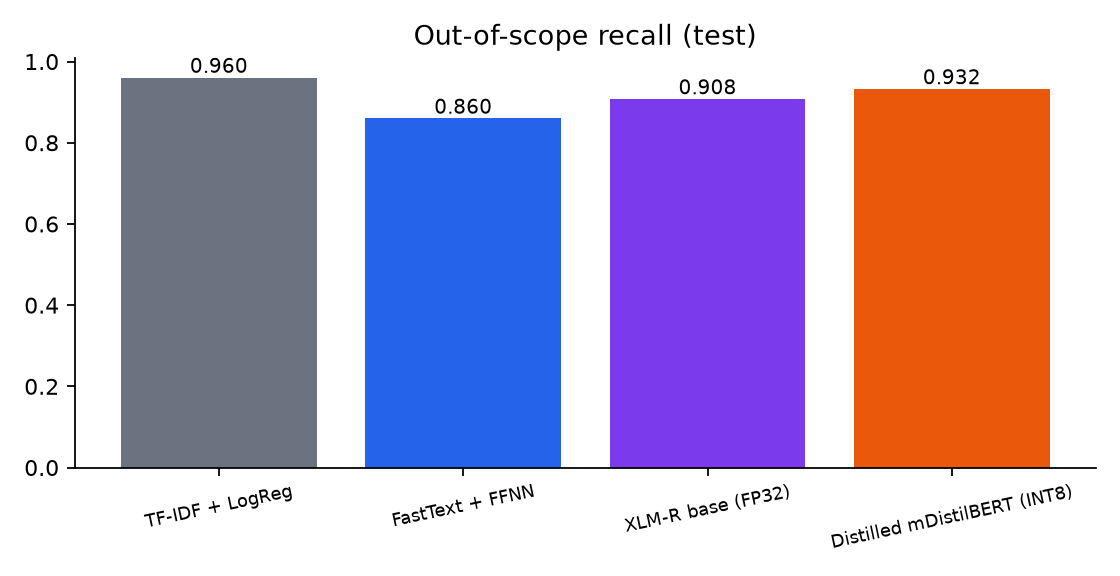 Out-of-scope recall (test)
1.0
0.8
0.6
0.4
0.2
0.0
0.960
0.860
0.908
0.932
TF-IDF + LogReg
FastText + FFNN
XLM-R base (FP32)
Distilled mDistilBERT (INT8)